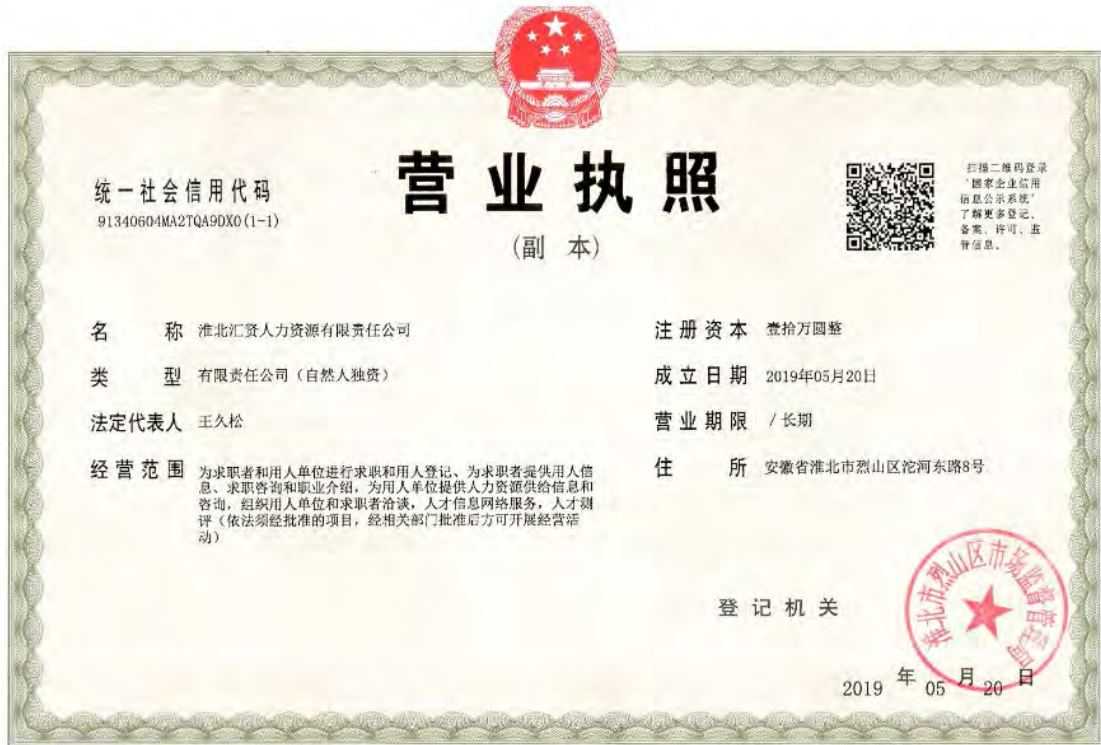 营业执照
(副 本)
统一社会信用代码
91340604MA2TQA9DX0(1-1)
扫描二维码登录
“国家企业信用
信息公示系统”
了解更多登记、
备案、许可、监
管信息。
名 称 淮北汇贤人力资源有限责任公司
类 型 有限责任公司（自然人独资）
法定代表人 王久松
经营范围 为求职者和用人单位进行求职和用人登记、为求职者提供用人信
息、求职咨询和职业介绍，为用人单位提供人力资源供给信息和
咨询，组织用人单位和求职者洽谈，人才信息网络服务，人才测
评（依法须经批准的项目，经相关部门批准后方可开展经营活
动）
注册资本 壹拾万圆整
成立日期 2019年05月20日
营业期限 / 长期
住 所 安徽省淮北市烈山区沱河东路8号
登记机关
淮北市烈山区市场监督管理局
2019 年 05 月 20 日